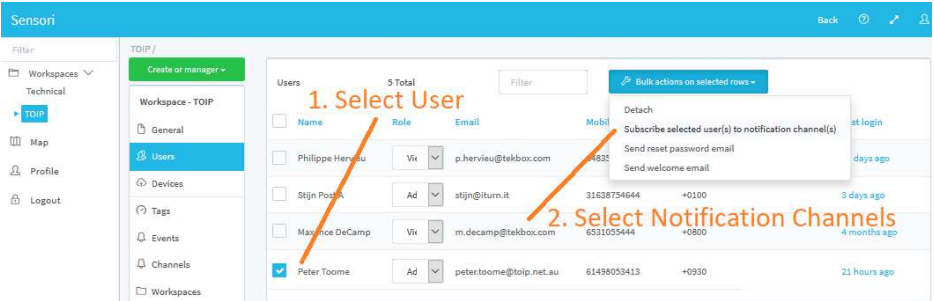 Sensori
Back
Filter
Workspaces
Technical
TOIP
Map
Profile
Logout
TOIP /
Create or manager
Workspace - TOIP
General
Users
Devices
Tags
Events
Channels
Workspaces
Users 5 Total Filter Bulk actions on selected rows
Detach
Subscribe selected user(s) to notification channel(s)
Send reset password email
Send welcome email
1. Select User
2. Select Notification Channels
Name Role Email login
Philippe Hervieu p.hervieu@tekbox.com days ago
Stijn Post Ad stijn@iturn.it 31638754644 +0100 3 days ago
DeCamp m.decamp@tekbox.com 6531055444 +0800 4 months ago
Peter Toome Ad peter.toome@toip.net.au 61498053413 +0930 21 hours ago